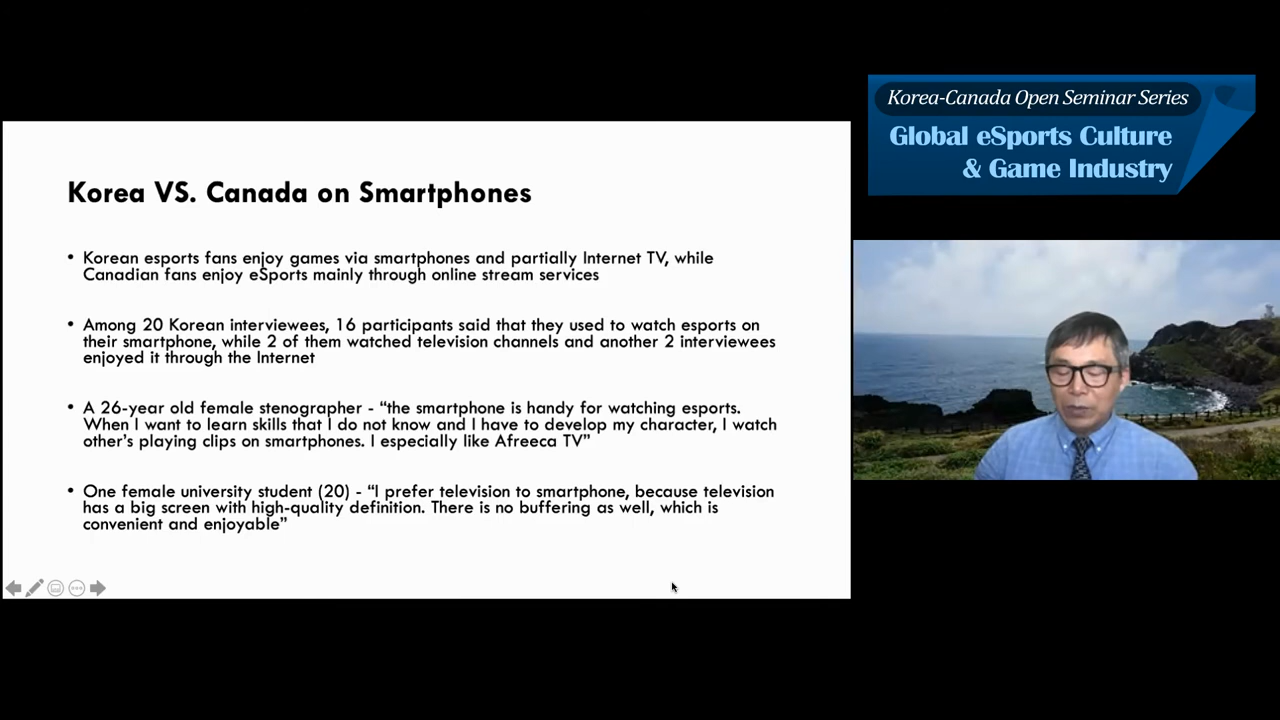 Korea-Canada Open Seminar Series
Global eSports Culture
& Game Industry
Korea VS. Canada on Smartphones
• Korean esports fans enjoy games via smartphones and partially Internet TV, while
Canadian fans enjoy eSports mainly through online stream services
• Among 20 Korean interviewees, 16 participants said that they used to watch esports on
their smartphone, while 2 of them watched television channels and another 2 interviewees
enjoyed it through the Internet
• A 26-year old female stenographer - “the smartphone is handy for watching esports.
When I want to learn skills that I do not know and I have to develop my character, I watch
other’s playing clips on smartphones. I especially like Afreeca TV”
• One female university student (20) - “I prefer television to smartphone, because television
has a big screen with high-quality definition. There is no buffering as well, which is
convenient and enjoyable”